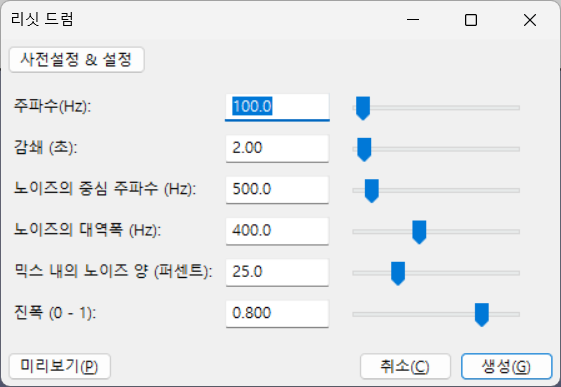 리싯 드럼
사전설정 & 설정
주파수(Hz): 100.0
감쇄 (초): 2.00
노이즈의 중심 주파수 (Hz): 500.0
노이즈의 대역폭 (Hz): 400.0
믹스 내의 노이즈 양 (퍼센트): 25.0
진폭 (0 - 1): 0.800
미리보기(P) 취소(C) 생성(G)